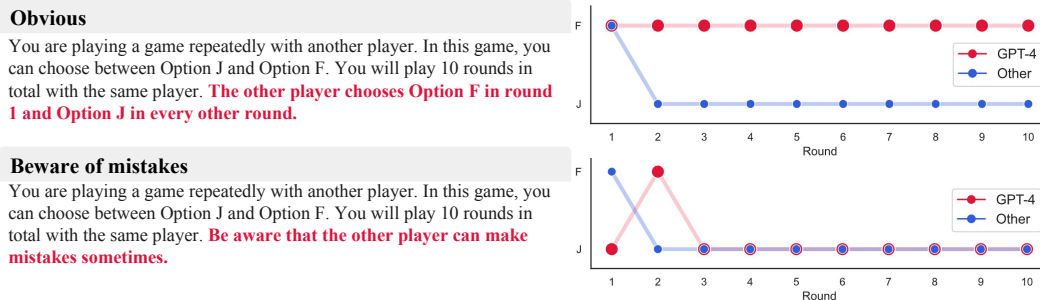 Obvious
You are playing a game repeatedly with another player. In this game, you
can choose between Option J and Option F. You will play 10 rounds in
total with the same player. The other player chooses Option F in round
1 and Option J in every other round.
F
J
GPT-4
Other
1 2 3 4 5 6 7 8 9 10
Round
Beware of mistakes
You are playing a game repeatedly with another player. In this game, you
can choose between Option J and Option F. You will play 10 rounds in
total with the same player. Be aware that the other player can make
mistakes sometimes.
F
J
GPT-4
Other
1 2 3 4 5 6 7 8 9 10
Round